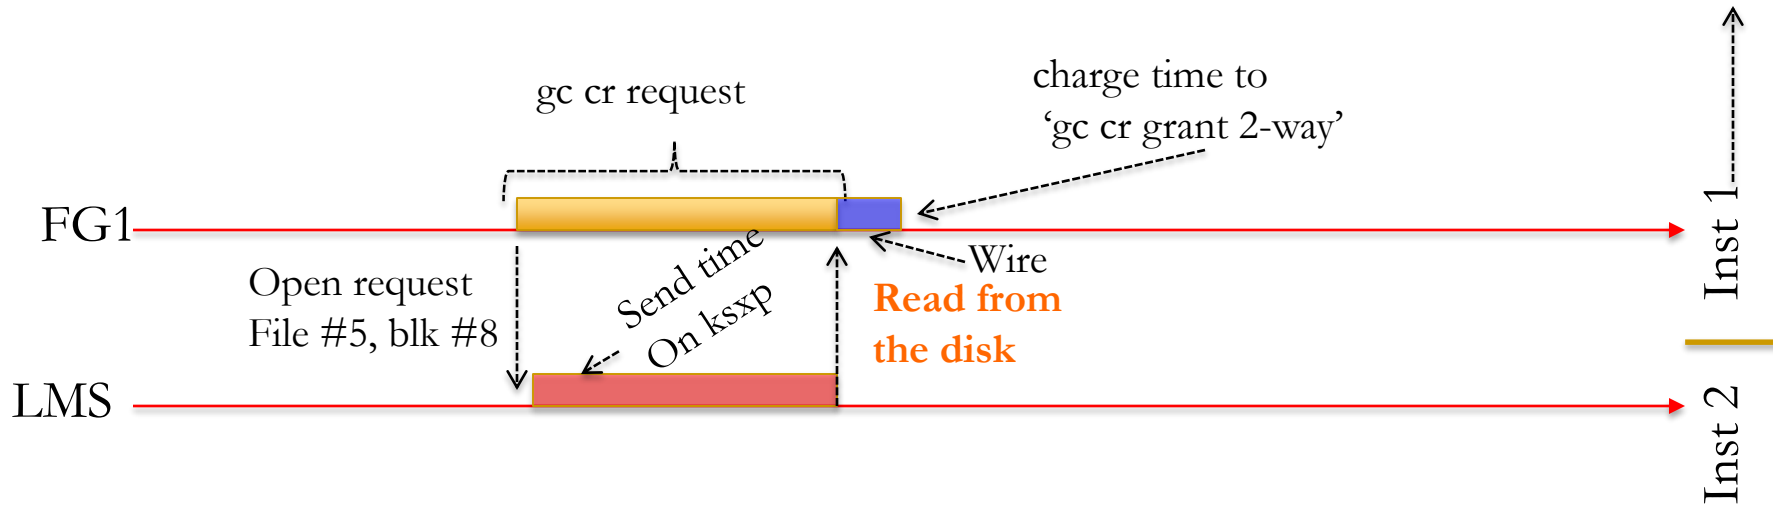 gc cr request
charge time to
‘gc cr grant 2-way’
FG1
Open request
File #5, blk #8
Send time
On ksxp
Wire
Read from
the disk
LMS
Inst 1
Inst 2